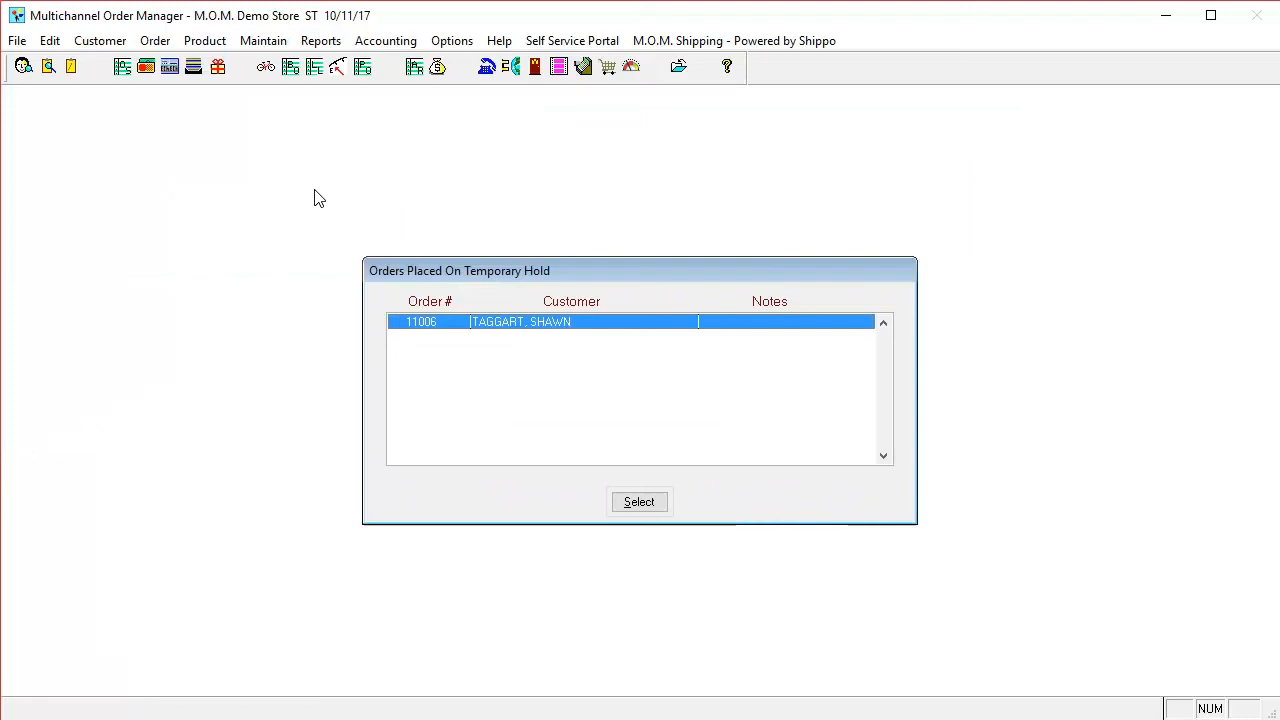 Multichannel Order Manager - M.O.M. Demo Store ST 10/11/17
File Edit Customer Order Product Maintain Reports Accounting Options Help Self Service Portal M.O.M. Shipping - Powered by Shippo
Orders Placed On Temporary Hold
Order # Customer Notes
11006 TAGGART, SHAWN
Select
NUM